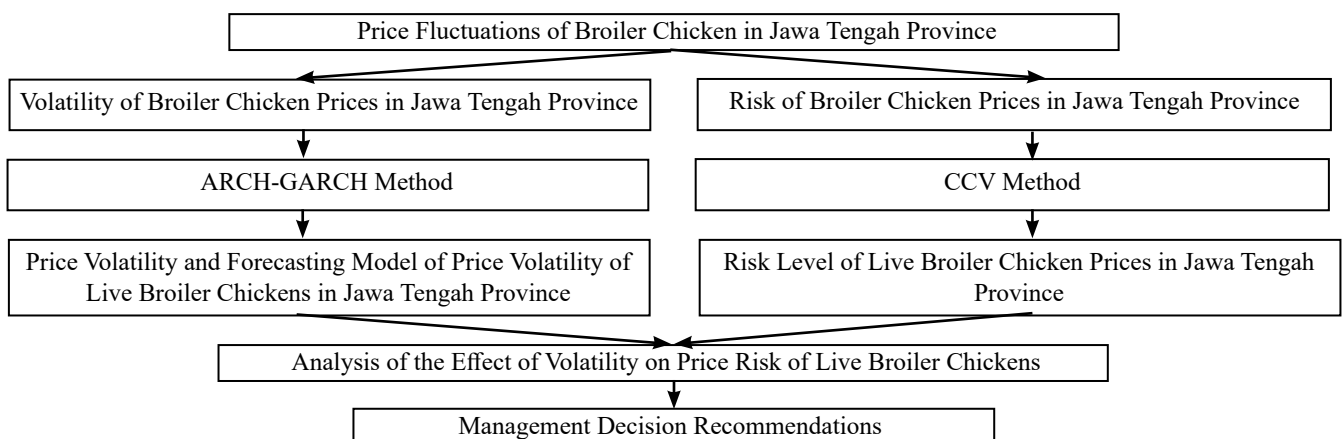 Price Fluctuations of Broiler Chicken in Jawa Tengah Province
Volatility of Broiler Chicken Prices in Jawa Tengah Province
Risk of Broiler Chicken Prices in Jawa Tengah Province
ARCH-GARCH Method
CCV Method
Price Volatility and Forecasting Model of Price Volatility of
Live Broiler Chickens in Jawa Tengah Province
Risk Level of Live Broiler Chicken Prices in Jawa Tengah
Province
Analysis of the Effect of Volatility on Price Risk of Live Broiler Chickens
Management Decision Recommendations